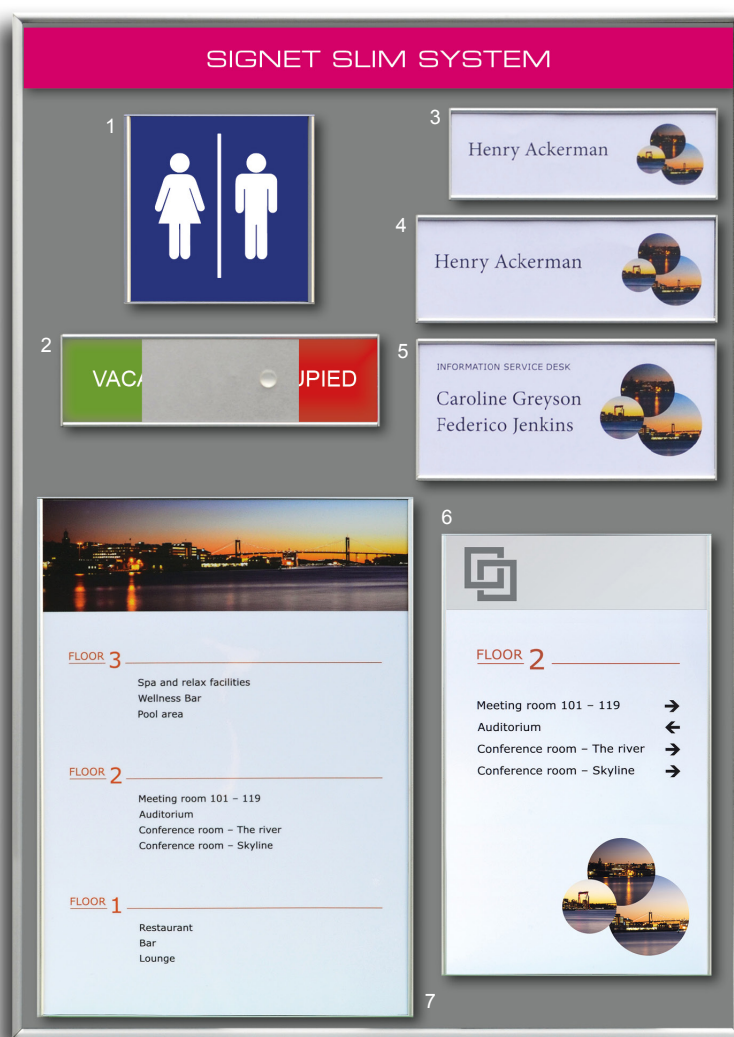 SIGNET SLIM SYSTEM
1
2
VACA
UPIED
3
Henry Ackerman
4
Henry Ackerman
5
INFORMATION SERVICE DESK
Caroline Greyson
Federico Jenkins
FLOOR 3
Spa and relax facilities
Wellness Bar
Pool area
FLOOR 2
Meeting room 101 – 119
Auditorium
Conference room – The river
Conference room – Skyline
FLOOR 1
Restaurant
Bar
Lounge
6
FLOOR 2
Meeting room 101 – 119 →
Auditorium ←
Conference room – The river →
Conference room – Skyline →
7